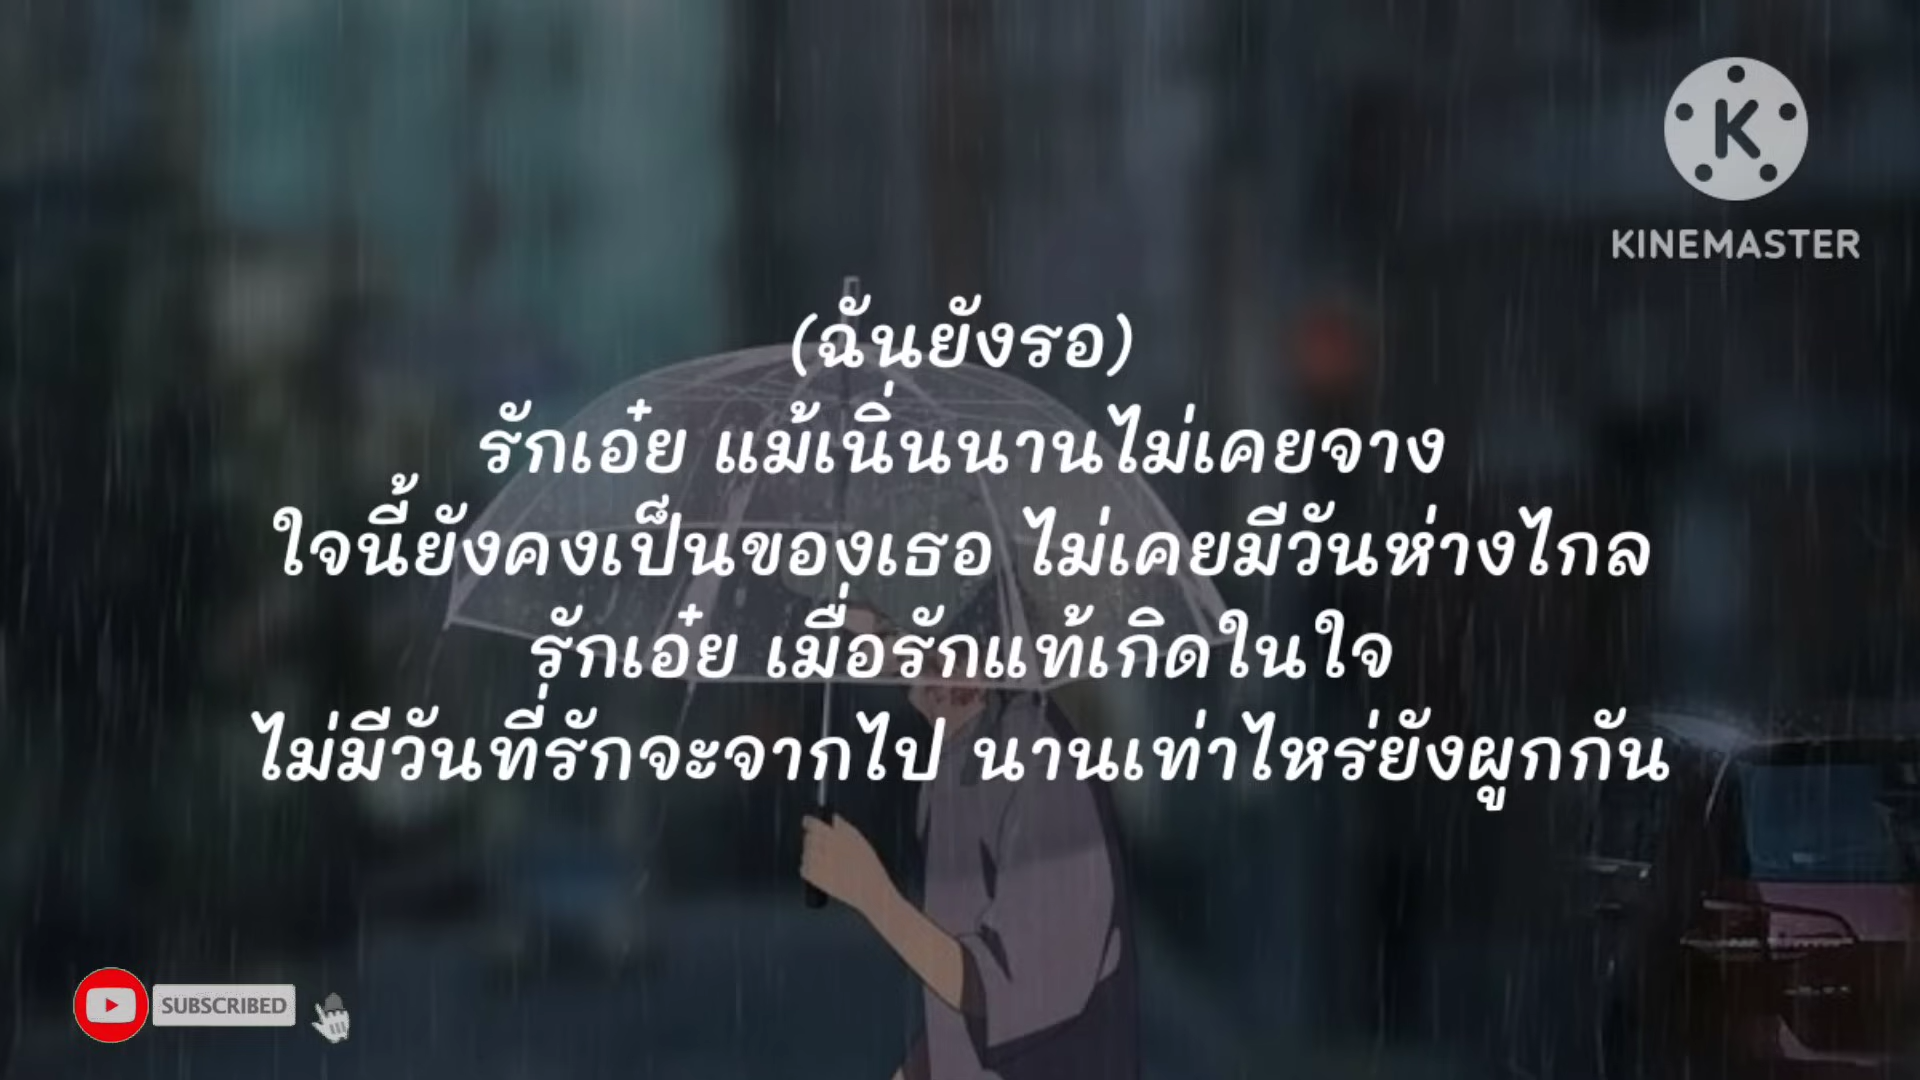 K
KINEMASTER
(ฉันยังรอ)
รักเอ๋ย แม้เนิ่นนานไม่เคยจาง
ใจนี้ยังคงเป็นของเธอ ไม่เคยมีวันห่างไกล
รักเอ๋ย เมื่อรักแท้เกิดในใจ
ไม่มีวันที่รักจะจากไป นานเท่าไหร่ยังผูกกัน
SUBSCRIBED